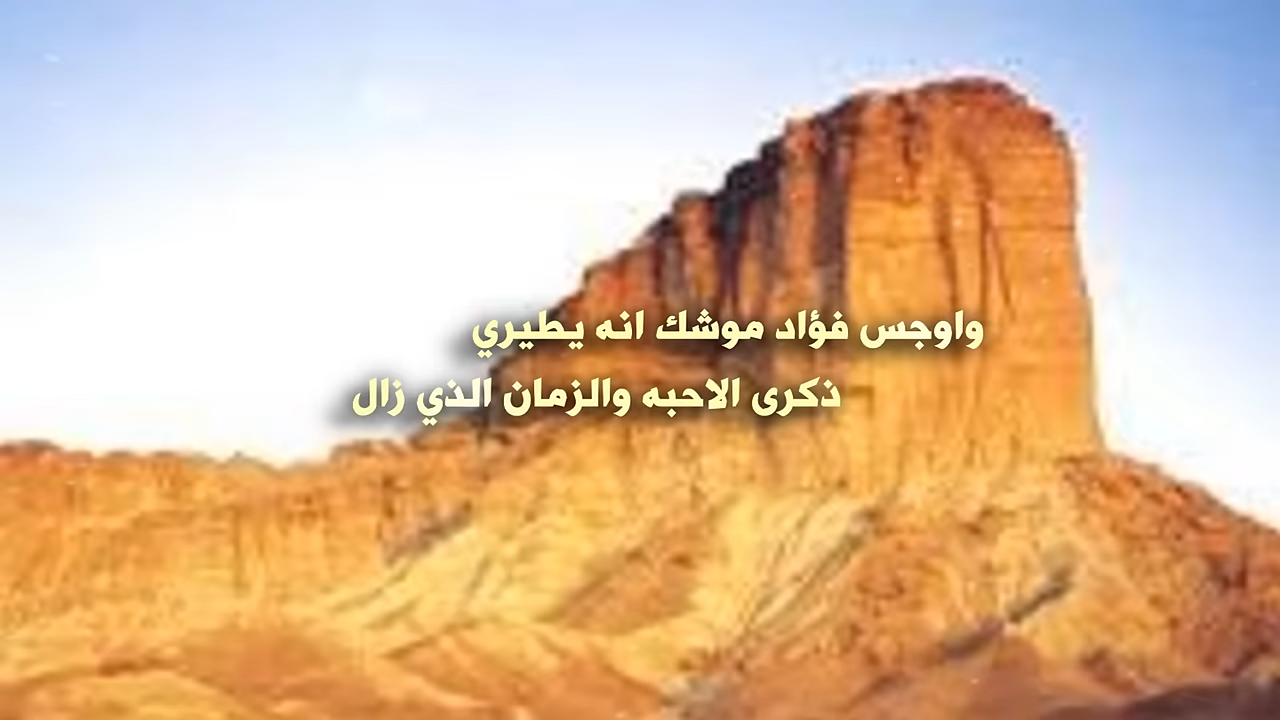 واوجس فؤاد موشك انه يطيري
ذكرى الاحبه والزمان الذي زال